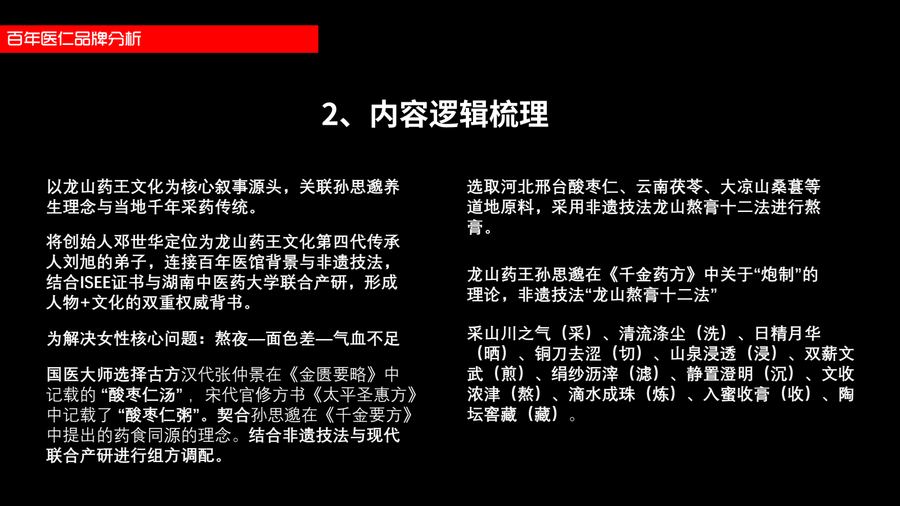 百年医仁品牌分析
2、内容逻辑梳理
以龙山药王文化为核心叙事源头，关联孙思邈养
生理念与当地千年采药传统。
将创始人邓世华定位为龙山药王文化第四代传承
人刘旭的弟子，连接百年医馆背景与非遗技法，
结合ISEE证书与湖南中医药大学联合产研，形成
人物+文化的双重权威背书。
为解决女性核心问题：熬夜—面色差—气血不足
国医大师选择古方汉代张仲景在《金匮要略》中
记载的 “酸枣仁汤” ，宋代官修方书《太平圣惠方》
中记载了 “酸枣仁粥”。契合孙思邈在《千金要方》
中提出的药食同源的理念。结合非遗技法与现代
联合产研进行组方调配。
选取河北邢台酸枣仁、云南茯苓、大凉山桑葚等
道地原料，采用非遗技法龙山熬膏十二法进行熬
膏。
龙山药王孙思邈在《千金药方》中关于“炮制”的
理论，非遗技法“龙山熬膏十二法”
采山川之气（采）、清流涤尘（洗）、日精月华
（晒）、铜刀去涩（切）、山泉浸透（浸）、双薪文
武（煎）、绢纱沥滓（滤）、静置澄明（沉）、文收
浓津（熬）、滴水成珠（炼）、入蜜收膏（收）、陶
坛窖藏（藏）。